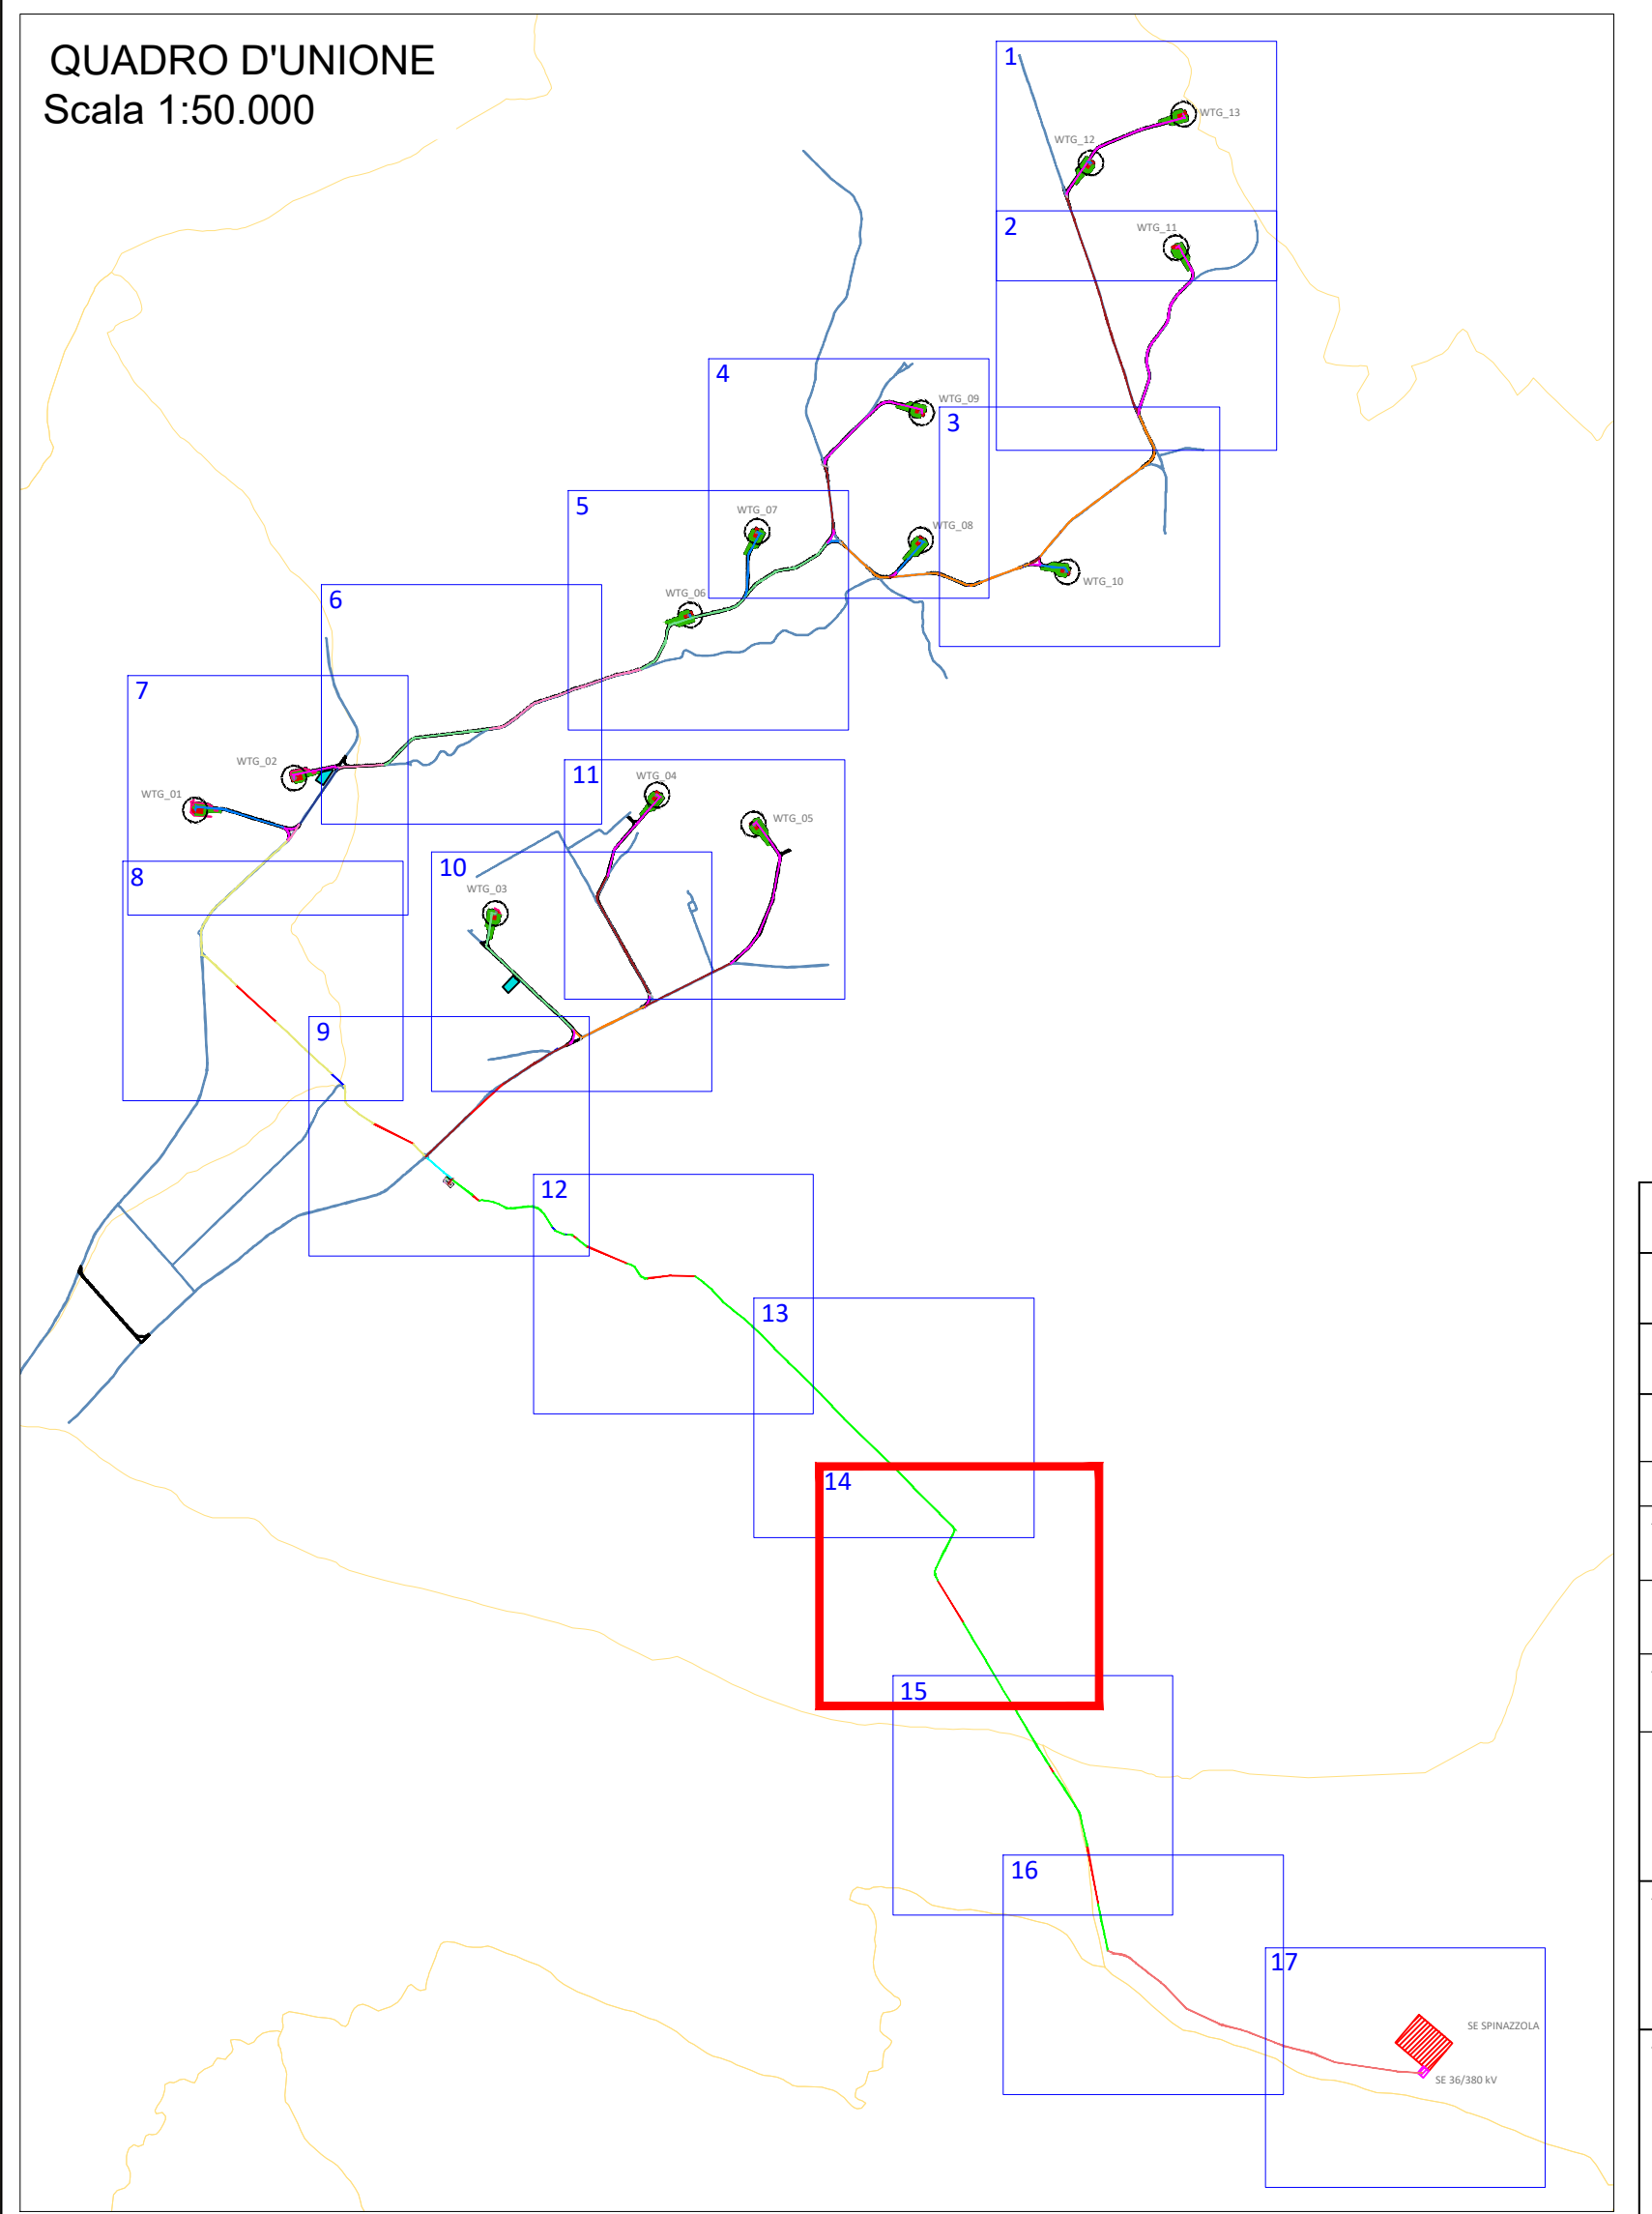 QUADRO D'UNIONE
Scala 1:50.000
1
WTG_13
WTG_12
2
WTG_11
4
WTG_09
3
5
WTG_07
WTG_08
WTG_10
6
WTG_06
7
WTG_02
11
WTG_04
WTG_01
WTG_05
8
10
WTG_03
9
12
13
14
15
16
17
SE SPINAZZOLA
SE 36/380 kV